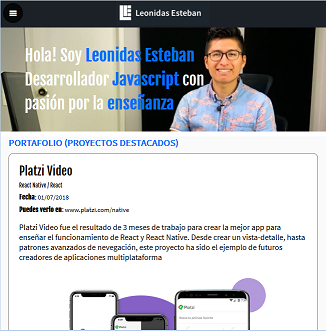 Leonidas Esteban
Hola! Soy Leonidas Esteban
Desarrollador Javascript con
pasión por la enseñanza
PORTAFOLIO (PROYECTOS DESTACADOS)
Platzi Video
React Native / React
Fecha: 01/07/2018
Puedes verlo en: www.platzi.com/native
Platzi Video fue el resultado de 3 meses de trabajo para crear la mejor app para
enseñar el funcionamiento de React y React Native. Desde crear un vista-detalle, hasta
patrones avanzados de nevegación, este proyecto ha sido el ejemplo de futuros
creadores de aplicaciones multiplataforma
Platzi
Platzi